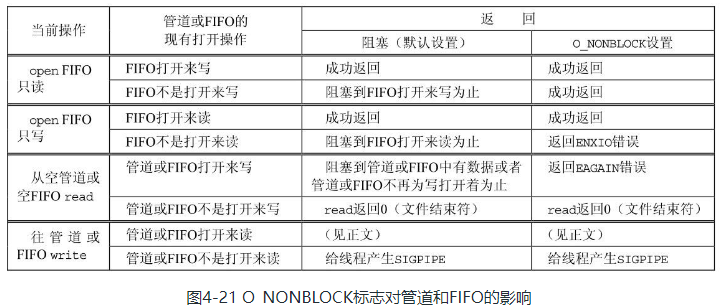 当前操作
管道或FIFO的
现有打开操作
返 回
阻塞（默认设置）
O_NONBLOCK设置
open FIFO
只读
FIFO打开来写
成功返回
成功返回
FIFO不是打开来写
阻塞到FIFO打开来写为止
成功返回
open FIFO
只写
FIFO打开来读
成功返回
成功返回
FIFO不是打开来读
阻塞到FIFO打开来读为止
返回ENXIO错误
从空管道或
空FIFO read
管道或FIFO打开来写
阻塞到管道或FIFO中有数据或者
管道或FIFO不再为写打开着为止
返回EAGAIN错误
管道或FIFO不是打开来写
read返回0（文件结束符）
read返回0（文件结束符）
往管道或
FIFO write
管道或FIFO打开来读
（见正文）
（见正文）
管道或FIFO不是打开来读
给线程产生SIGPIPE
给线程产生SIGPIPE
图4-21 O NONBLOCK标志对管道和FIFO的影响